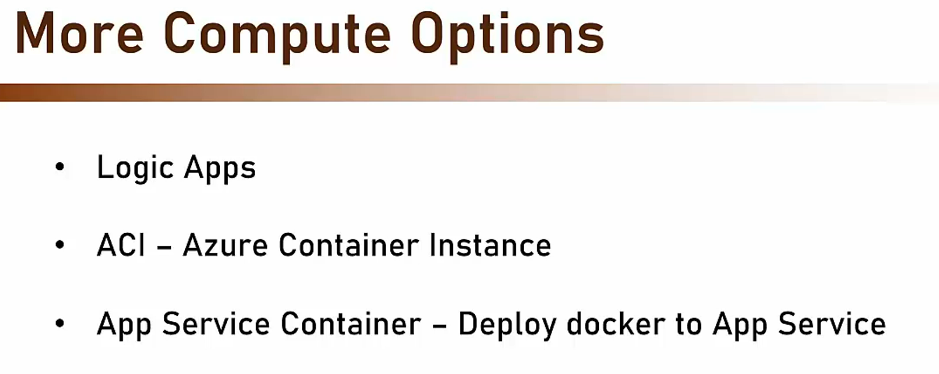 More Compute Options
• Logic Apps
• ACI – Azure Container Instance
• App Service Container – Deploy docker to App Service